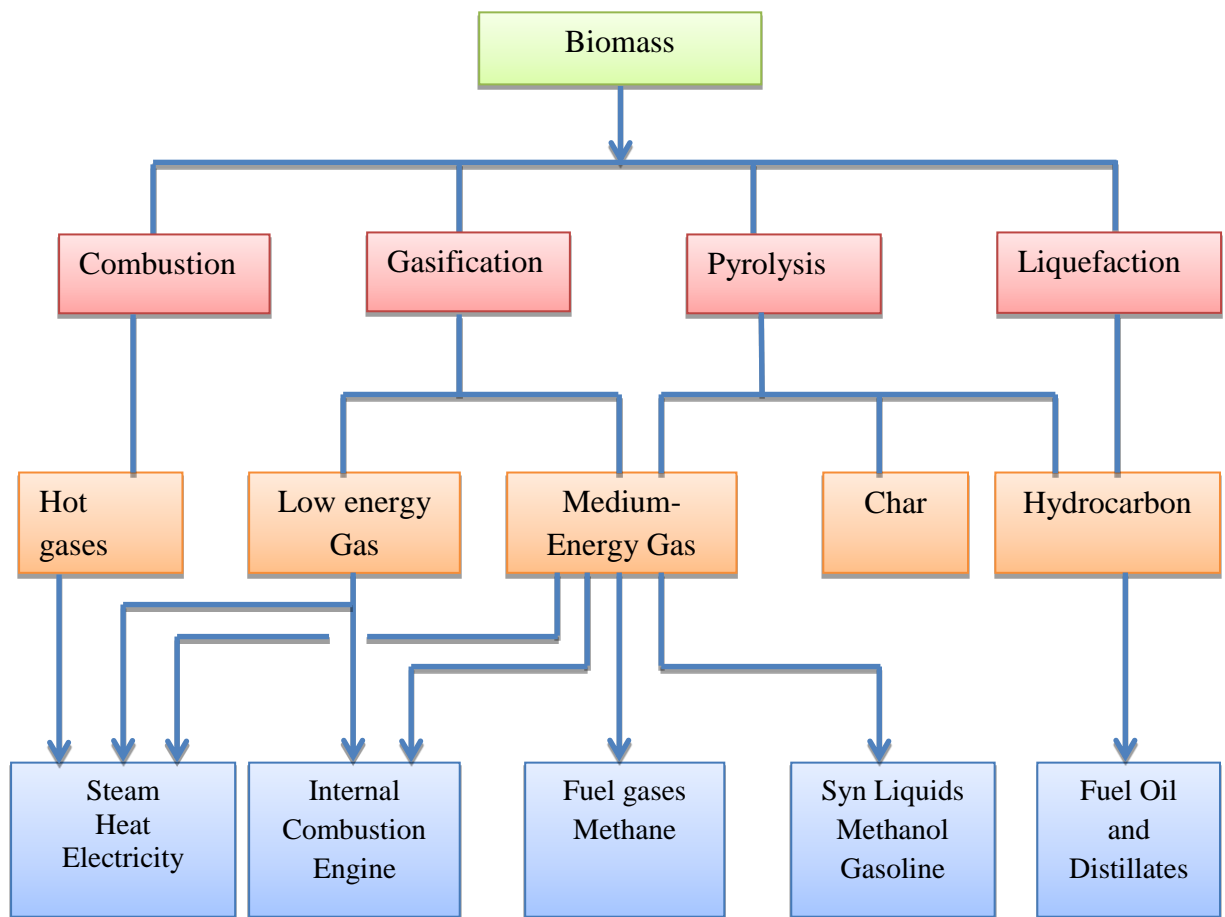 Biomass
Combustion
Gasification
Pyrolysis
Liquefaction
Hot
gases
Low energy
Gas
Medium-
Energy Gas
Char
Hydrocarbon
Steam
Heat
Electricity
Internal
Combustion
Engine
Fuel gases
Methane
Syn Liquids
Methanol
Gasoline
Fuel Oil
and
Distillates